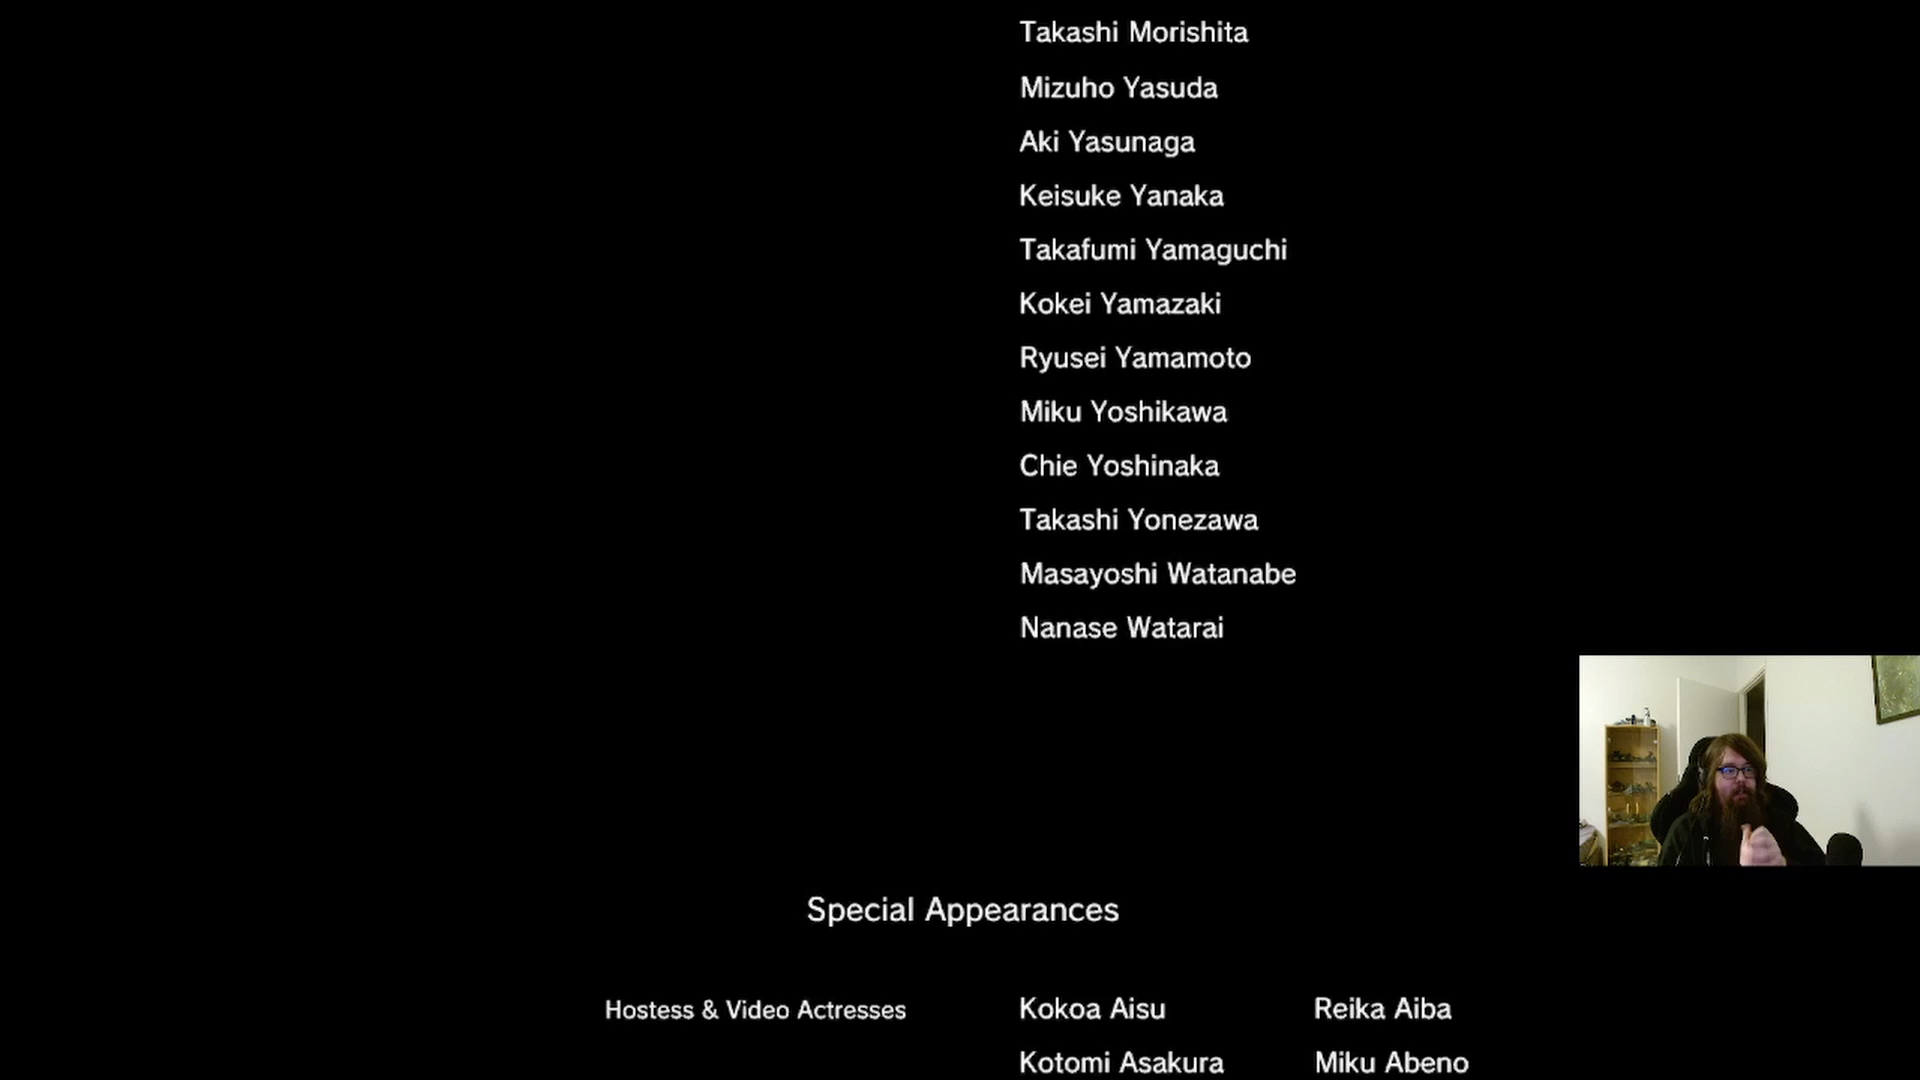 Takashi Morishita
Mizuho Yasuda
Aki Yasunaga
Keisuke Yanaka
Takafumi Yamaguchi
Kokei Yamazaki
Ryusei Yamamoto
Miku Yoshikawa
Chie Yoshinaka
Takashi Yonezawa
Masayoshi Watanabe
Nanase Watarai
Special Appearances
Hostess & Video Actresses Kokoa Aisu Reika Aiba
Kotomi Asakura Miku Abeno